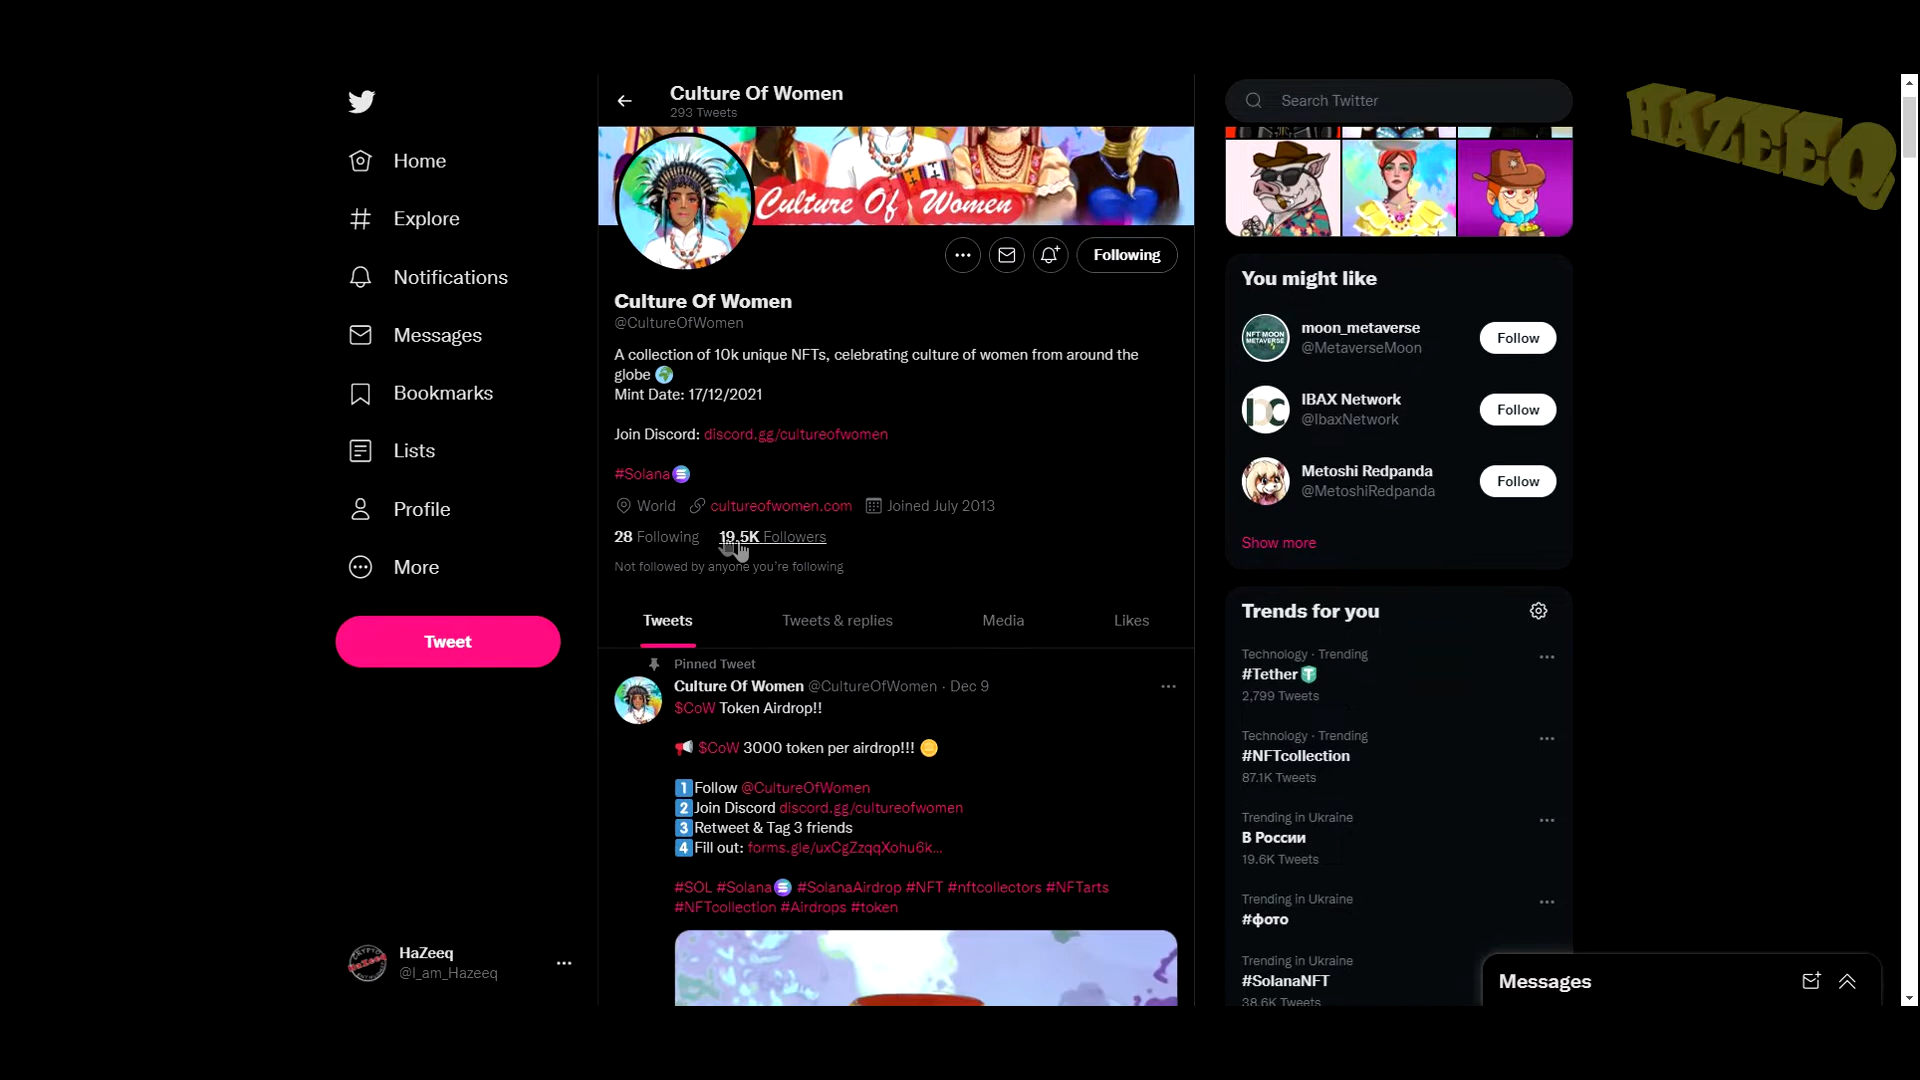 Culture Of Women
293 Tweets
Search Twitter
HAZEEQ
Home
Explore
Notifications
Messages
Bookmarks
Lists
Profile
More
Tweet
HaZeeq
@I_am_Hazeeq
Culture Of Women
Following
Culture Of Women
@CultureOfWomen
A collection of 10k unique NFTs, celebrating culture of women from around the
globe 🌍
Mint Date: 17/12/2021
Join Discord: discord.gg/cultureofwomen
#Solana
World cultureofwomen.com Joined July 2013
28 Following 19.5K Followers
Not followed by anyone you're following
Tweets Tweets & replies Media Likes
Pinned Tweet
Culture Of Women @CultureOfWomen · Dec 9
$CoW Token Airdrop!!
📢 $CoW 3000 token per airdrop!!! 🪙
1️⃣Follow @CultureOfWomen
2️⃣Join Discord discord.gg/cultureofwomen
3️⃣Retweet & Tag 3 friends
4️⃣Fill out: forms.gle/uxCgZzqqXohu6k...
#SOL #Solana #SolanaAirdrop #NFT #nftcollectors #NFTarts
#NFTcollection #Airdrops #token
You might like
NFT MOON
METAVERSE
moon_metaverse
@MetaverseMoon
Follow
IBAX Network
@IbaxNetwork
Follow
Metoshi Redpanda
@MetoshiRedpanda
Follow
Show more
Trends for you
Technology · Trending
#Tether
2,799 Tweets
Technology · Trending
#NFTcollection
87.1K Tweets
Trending in Ukraine
В России
19.6K Tweets
Trending in Ukraine
#фото
Trending in Ukraine
#SolanaNFT
38.6K Tweets
Messages